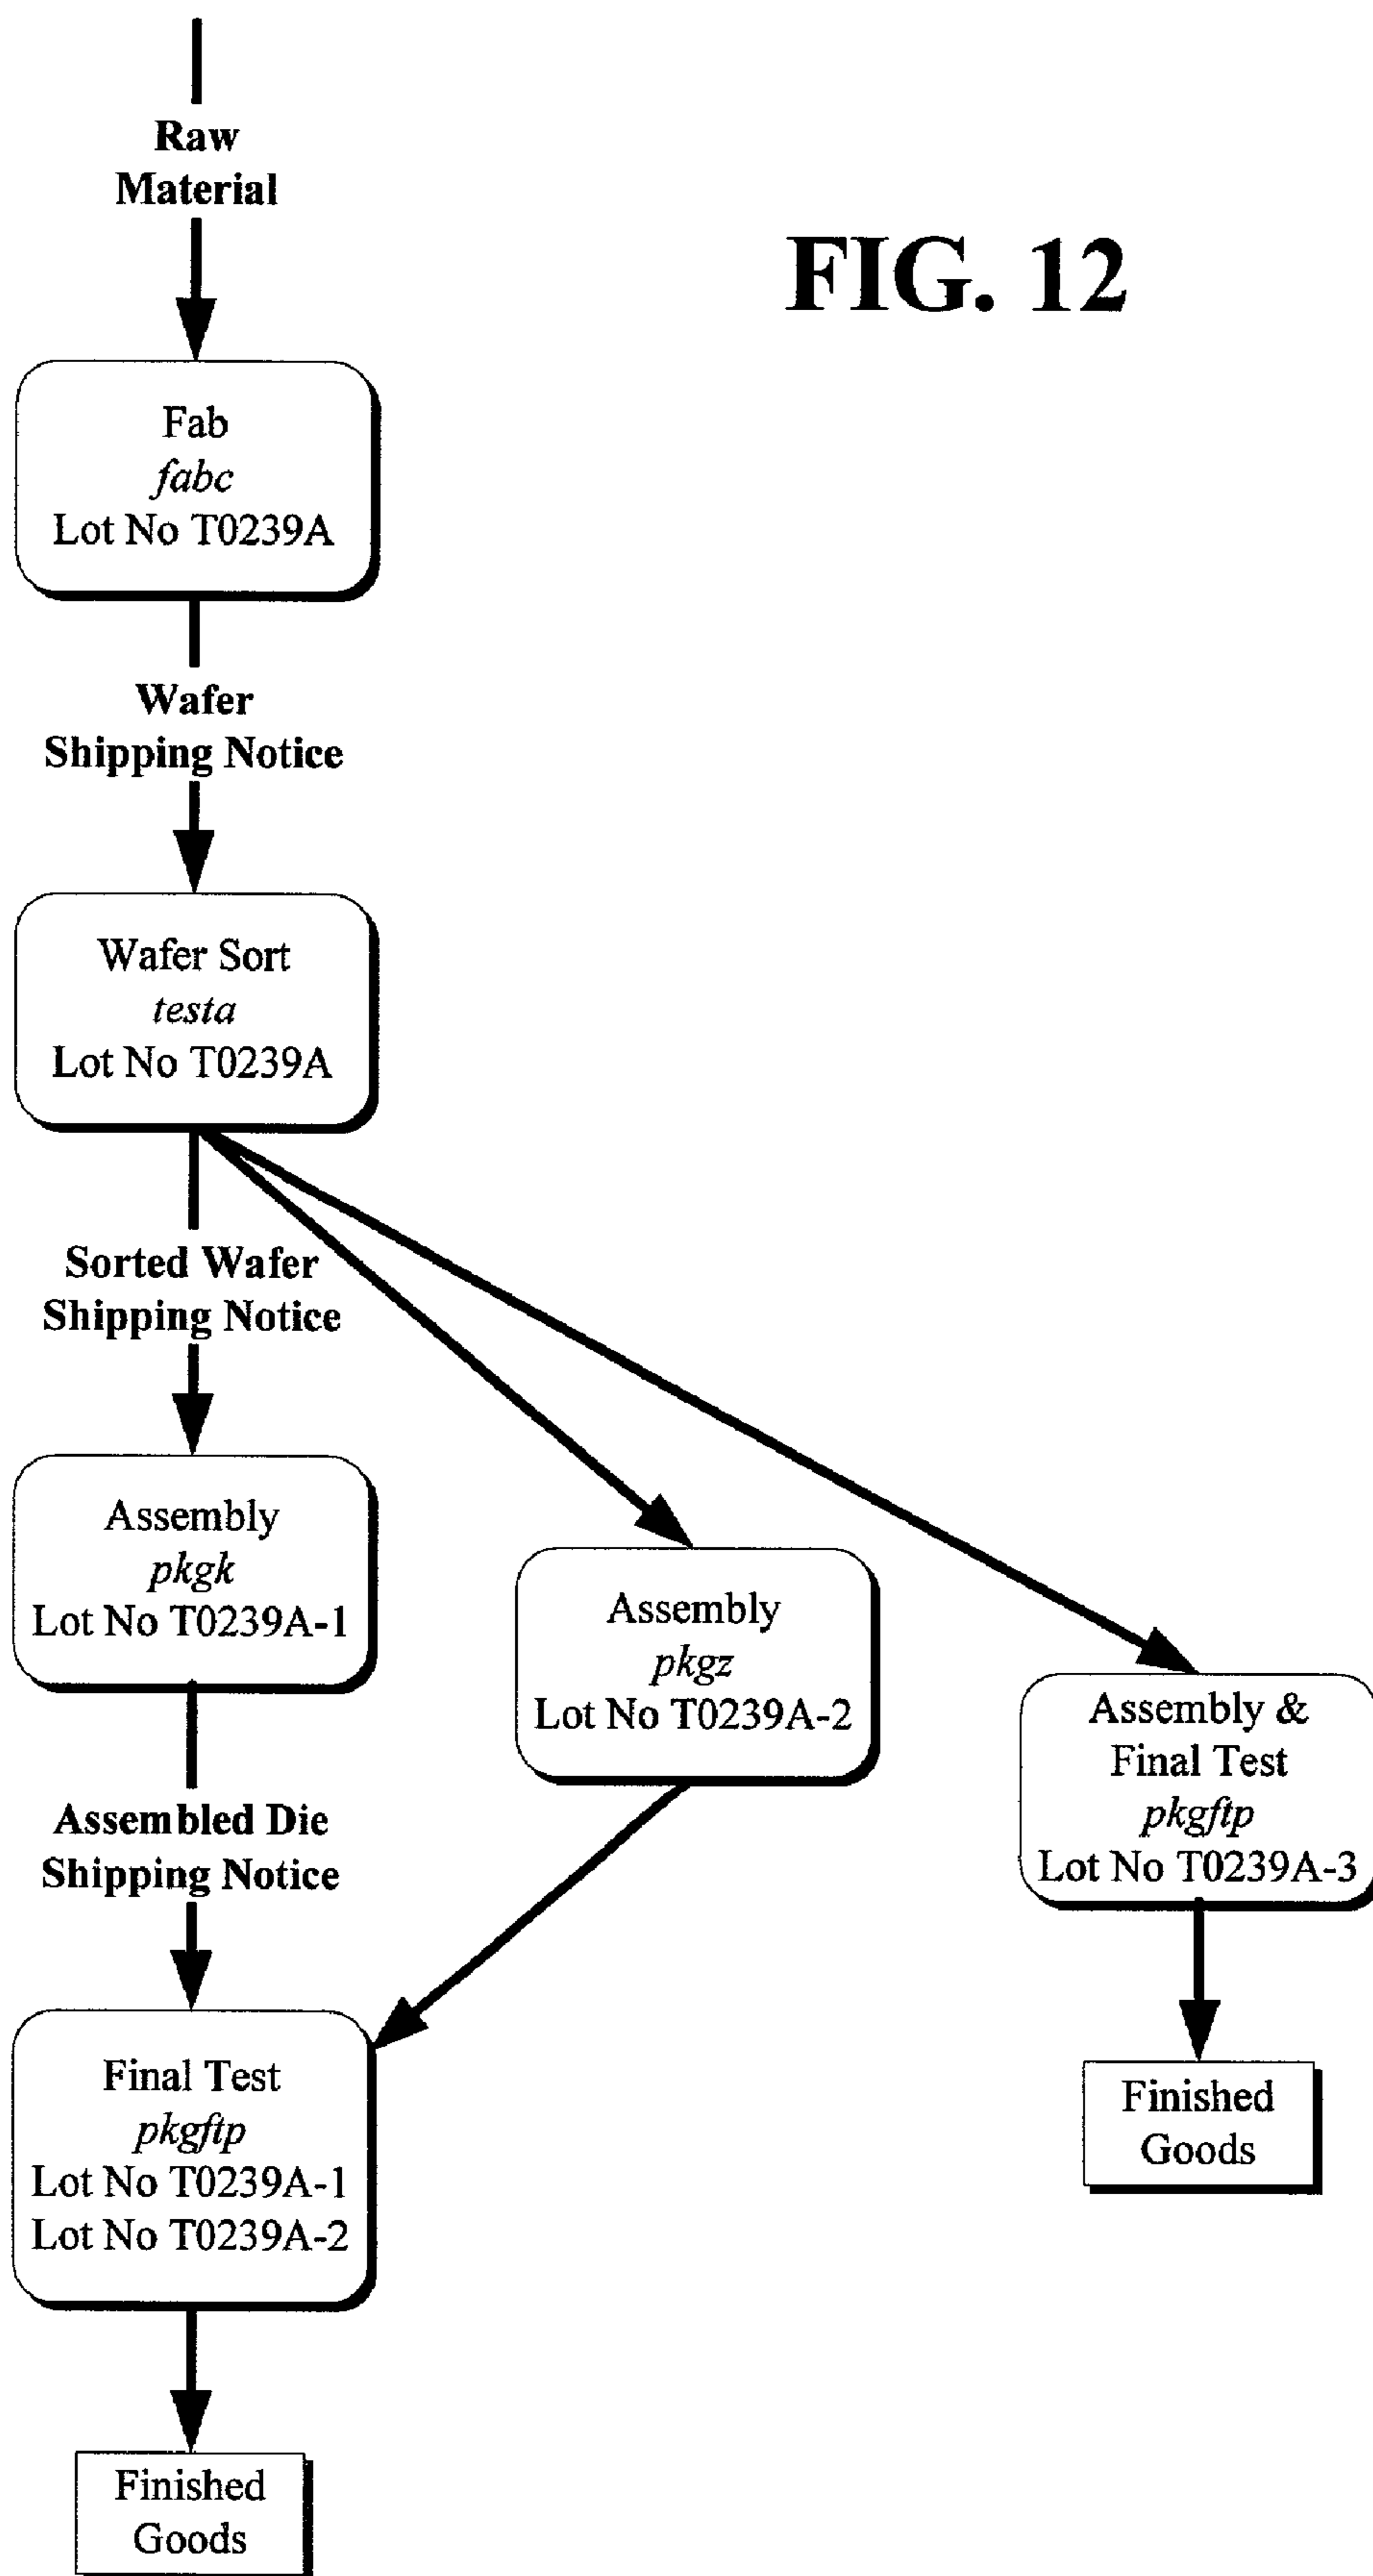 Raw
Material
FIG. 12
Fab
fabc
Lot No T0239A
Wafer
Shipping Notice
Wafer Sort
testa
Lot No T0239A
Sorted Wafer
Shipping Notice
Assembly
pkgk
Lot No T0239A-1
Assembly
pkgz
Lot No T0239A-2
Assembly &
Final Test
pkgftp
Lot No T0239A-3
Assembled Die
Shipping Notice
Final Test
pkgftp
Lot No T0239A-1
Lot No T0239A-2
Finished
Goods
Finished
Goods